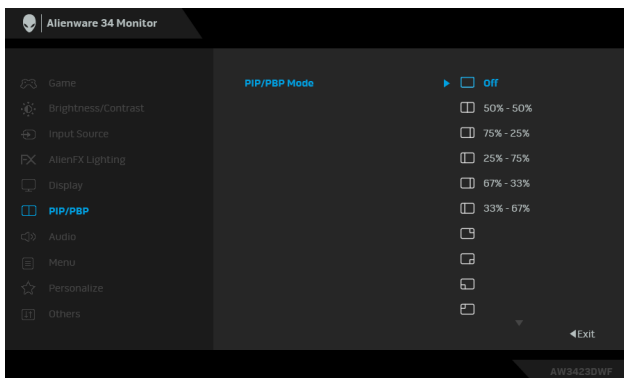 Alienware 34 Monitor
Game
Brightness/Contrast
Input Source
FX AlienFX Lighting
Display
PIP/PBP
Audio
Menu
Personalize
Others
PIP/PBP Mode
Off
50% - 50%
75% - 25%
25% - 75%
67% - 33%
33% - 67%
Exit
AW3423DWF